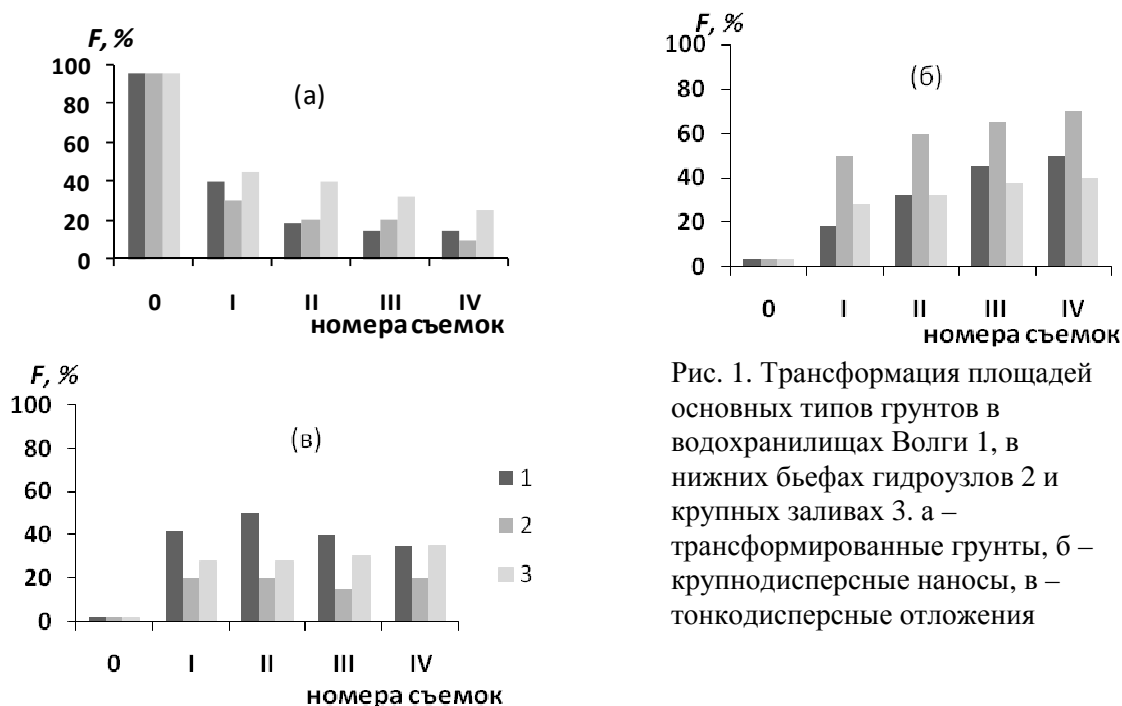 F, %
100
80
60
40
20
0
(а)
0 I II III IV
номера съемок
F, %
100
80
60
40
20
0
(б)
0 I II III IV
номера съемок
F, %
100
80
60
40
20
0
(в)
1
2
3
0 I II III IV
номера съемок
Рис. 1. Трансформация площадей
основных типов грунтов в
водохранилищах Волги 1, в
нижних бьефах гидроузлов 2 и
крупных заливах 3. а –
трансформированные грунты, б –
крупнодисперсные наносы, в –
тонкодисперсные отложения